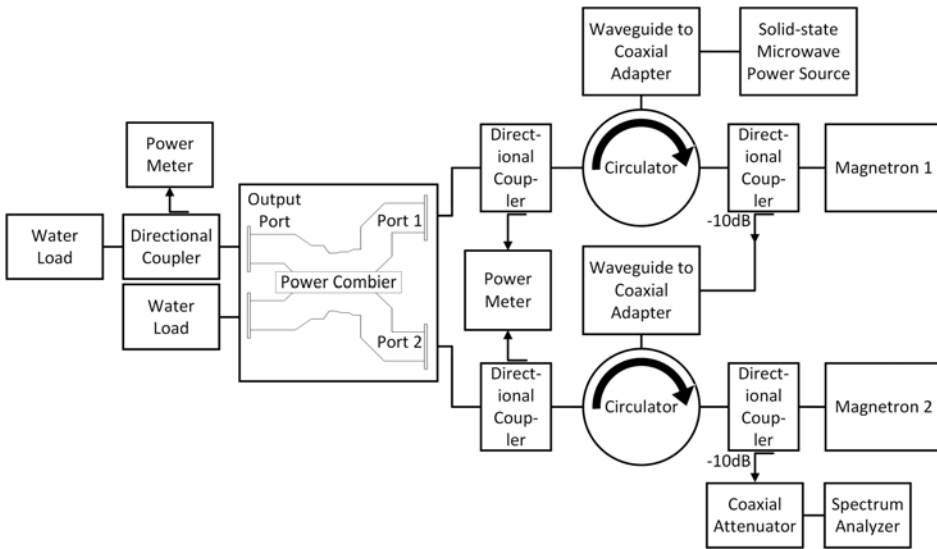 Waveguide to
Coaxial
Adapter
Solid-state
Microwave
Power Source
Power
Meter
Direct-
ional
Coup-
ler
Circulator
Direct-
ional
Coup-
ler
Magnetron 1
-10dB
Output
Port
Port 1
Water
Load
Directional
Coupler
Power Combier
Power
Meter
Waveguide to
Coaxial
Adapter
Water
Load
Port 2
Direct-
ional
Coup-
ler
Circulator
Direct-
ional
Coup-
ler
Magnetron 2
-10dB
Coaxial
Attenuator
Spectrum
Analyzer